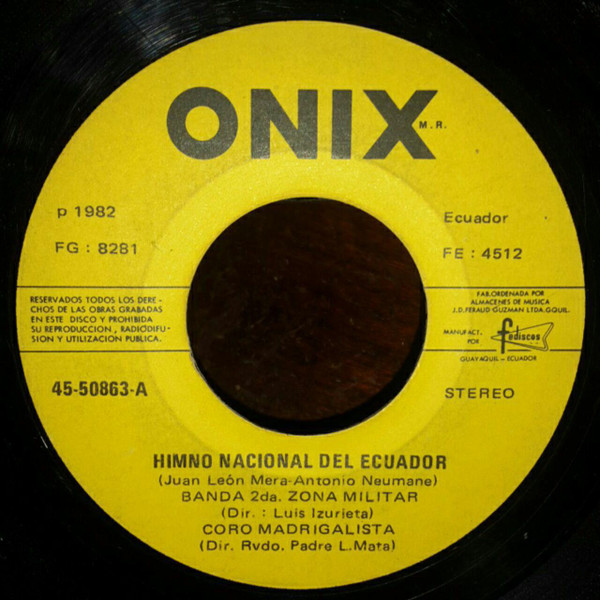 ONIX
M.R.
p 1982
Ecuador
FG : 8281
FE : 4512
RESERVADOS TODOS LOS DERE-
CHOS DE LAS OBRAS GRABADAS
EN ESTE DISCO Y PROHIBIDA
SU REPRODUCCION, RADIODIFU-
SION Y UTILIZACION PUBLICA.
FAB.ORDENADA POR
ALMACENES DE MUSICA
J.D.FERAUD GUZMAN LTDA.GQUIL.
MANUFACT.
POR
fediscos
GUAYAQUIL – ECUADOR
45-50863-A
STEREO
HIMNO NACIONAL DEL ECUADOR
(Juan León Mera-Antonio Neumane)
BANDA 2da. ZONA MILITAR
(Dir. : Luis Izurieta)
CORO MADRIGALISTA
(Dir. Rvdo. Padre L.Mata)